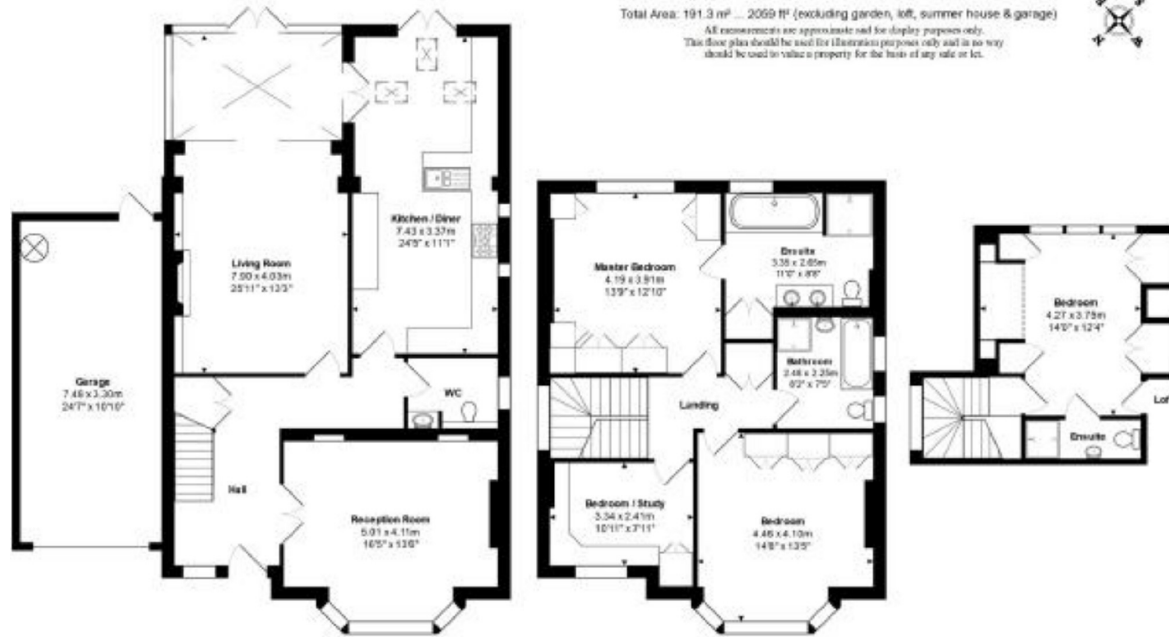 Total Area: 191.3 m² ... 2059 ft² (excluding garden, loft, summer house & garage)
All measurements are approximate and for display purposes only.
This floor plan should be used for illustration purposes only and in no way
should be used to value a property for the basis of any sale or let.
Kitchen / Diner
7.43 x 3.37m
24'5" x 11'1"
Living Room
7.90 x 4.03m
25'11" x 13'3"
Garage
7.48 x 3.30m
24'7" x 10'10"
WC
Hall
Reception Room
5.01 x 4.11m
16'5" x 13'6"
Master Bedroom
4.19 x 3.91m
13'9" x 12'10"
Ensuite
3.35 x 2.65m
11'0" x 8'8"
Bathroom
2.48 x 2.25m
8'2" x 7'5"
Landing
Bedroom / Study
3.34 x 2.41m
10'11" x 7'11"
Bedroom
4.46 x 4.10m
14'8" x 13'5"
Bedroom
4.27 x 3.75m
14'0" x 12'4"
Ensuite
Lof